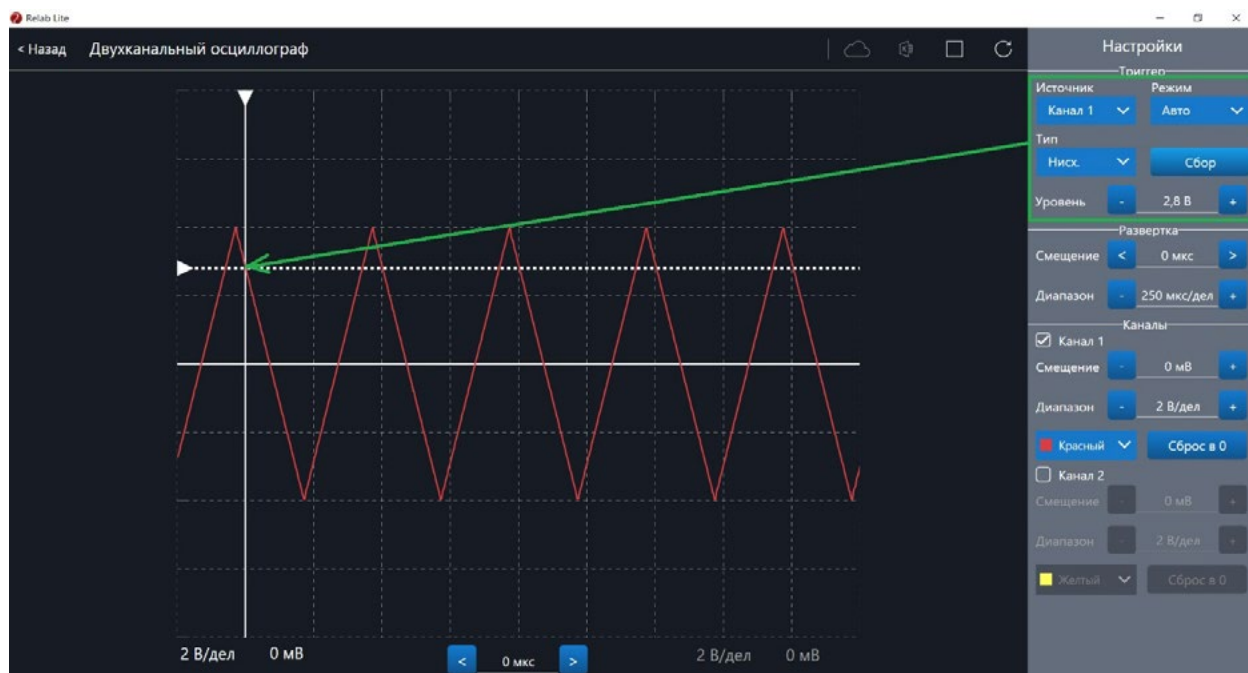 Relab Lite
< Назад Двухканальный осциллограф
Настройки
Триггер
Источник Режим
Канал 1 Авто
Тип
Нисх. Сбор
Уровень - 2,8 В +
Развертка
Смещение < 0 мкс >
Диапазон - 250 мкс/дел +
Каналы
Канал 1
Смещение - 0 мВ +
Диапазон - 2 В/дел +
Красный Сброс в 0
Канал 2
Смещение - 0 мВ +
Диапазон - 2 В/дел +
Желтый Сброс в 0
2 В/дел 0 мВ < 0 мкс > 2 В/дел 0 мВ